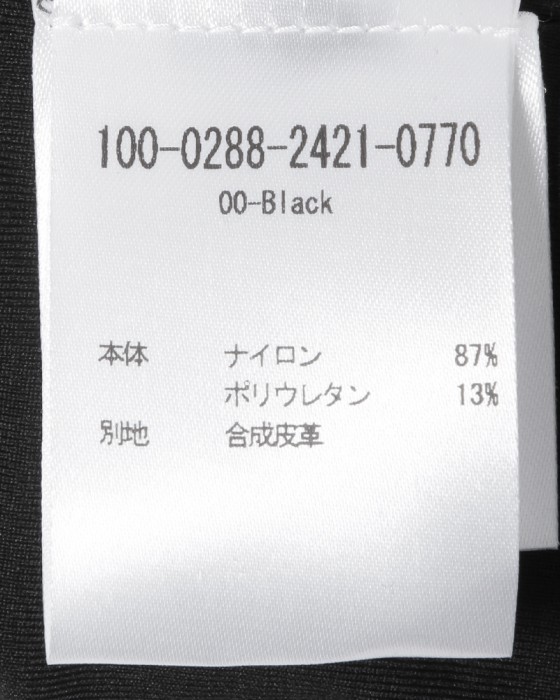 100-0288-2421-0770
00-Black
本体 ナイロン 87%
ポリウレタン 13%
別地 合成皮革